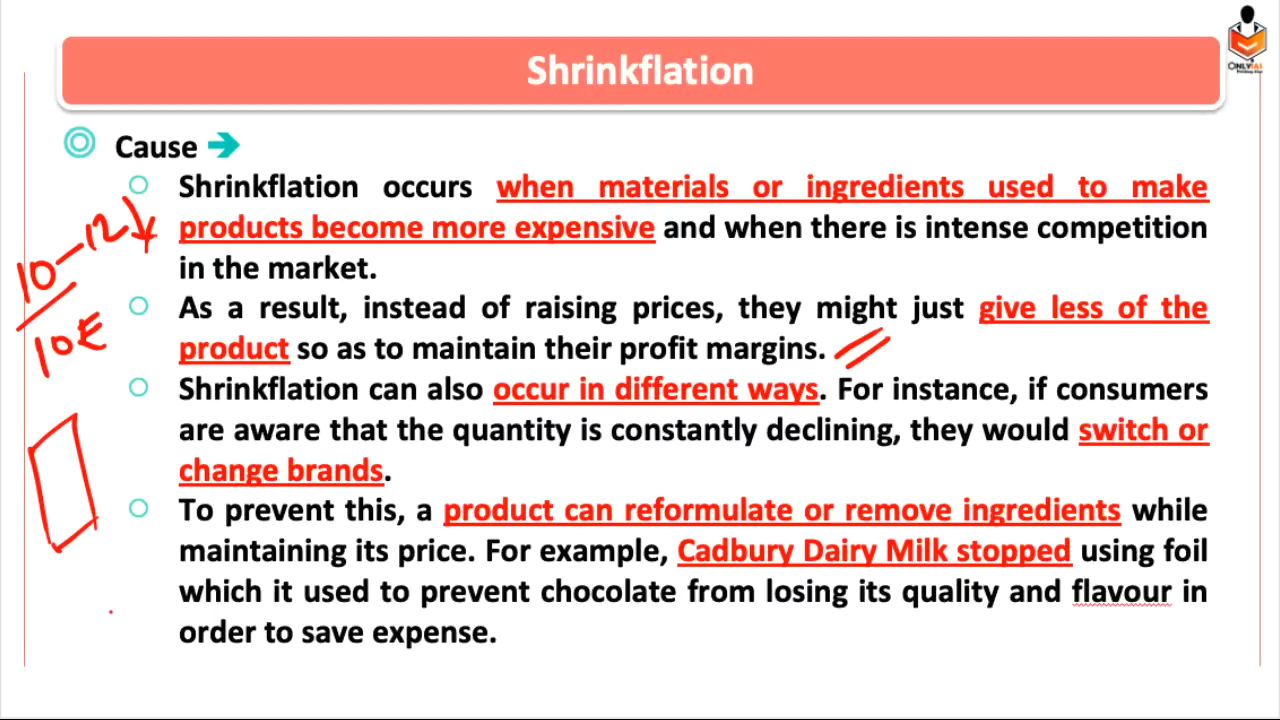 Shrinkflation
ONLYIAS
Cause
Shrinkflation occurs when materials or ingredients used to make
products become more expensive and when there is intense competition
in the market.
As a result, instead of raising prices, they might just give less of the
product so as to maintain their profit margins.
Shrinkflation can also occur in different ways. For instance, if consumers
are aware that the quantity is constantly declining, they would switch or
change brands.
To prevent this, a product can reformulate or remove ingredients while
maintaining its price. For example, Cadbury Dairy Milk stopped using foil
which it used to prevent chocolate from losing its quality and flavour in
order to save expense.
10 — 12
10 €